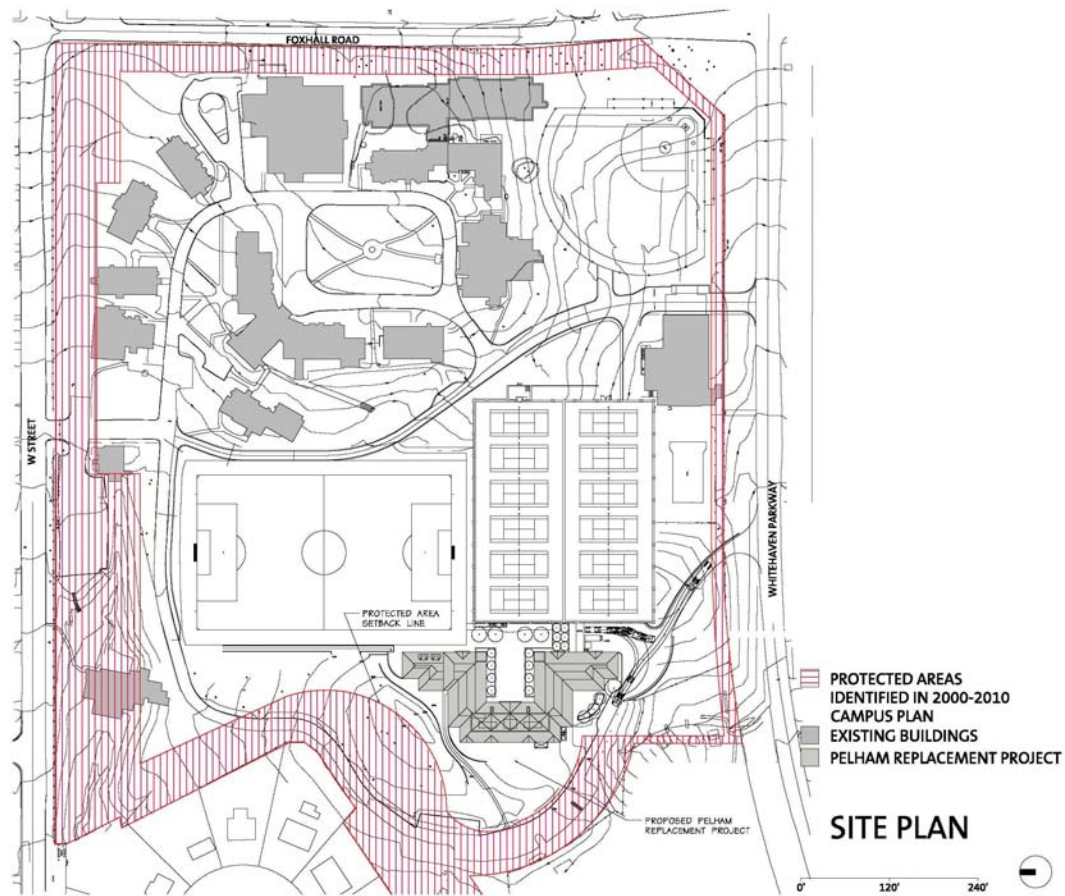 FOXHALL ROAD
W STREET
WHITEHAVEN PARKWAY
PROTECTED AREA
SETBACK LINE
PROPOSED PELHAM
REPLACEMENT PROJECT
PROTECTED AREAS
IDENTIFIED IN 2000-2010
CAMPUS PLAN
EXISTING BUILDINGS
PELHAM REPLACEMENT PROJECT
SITE PLAN
0' 120' 240'